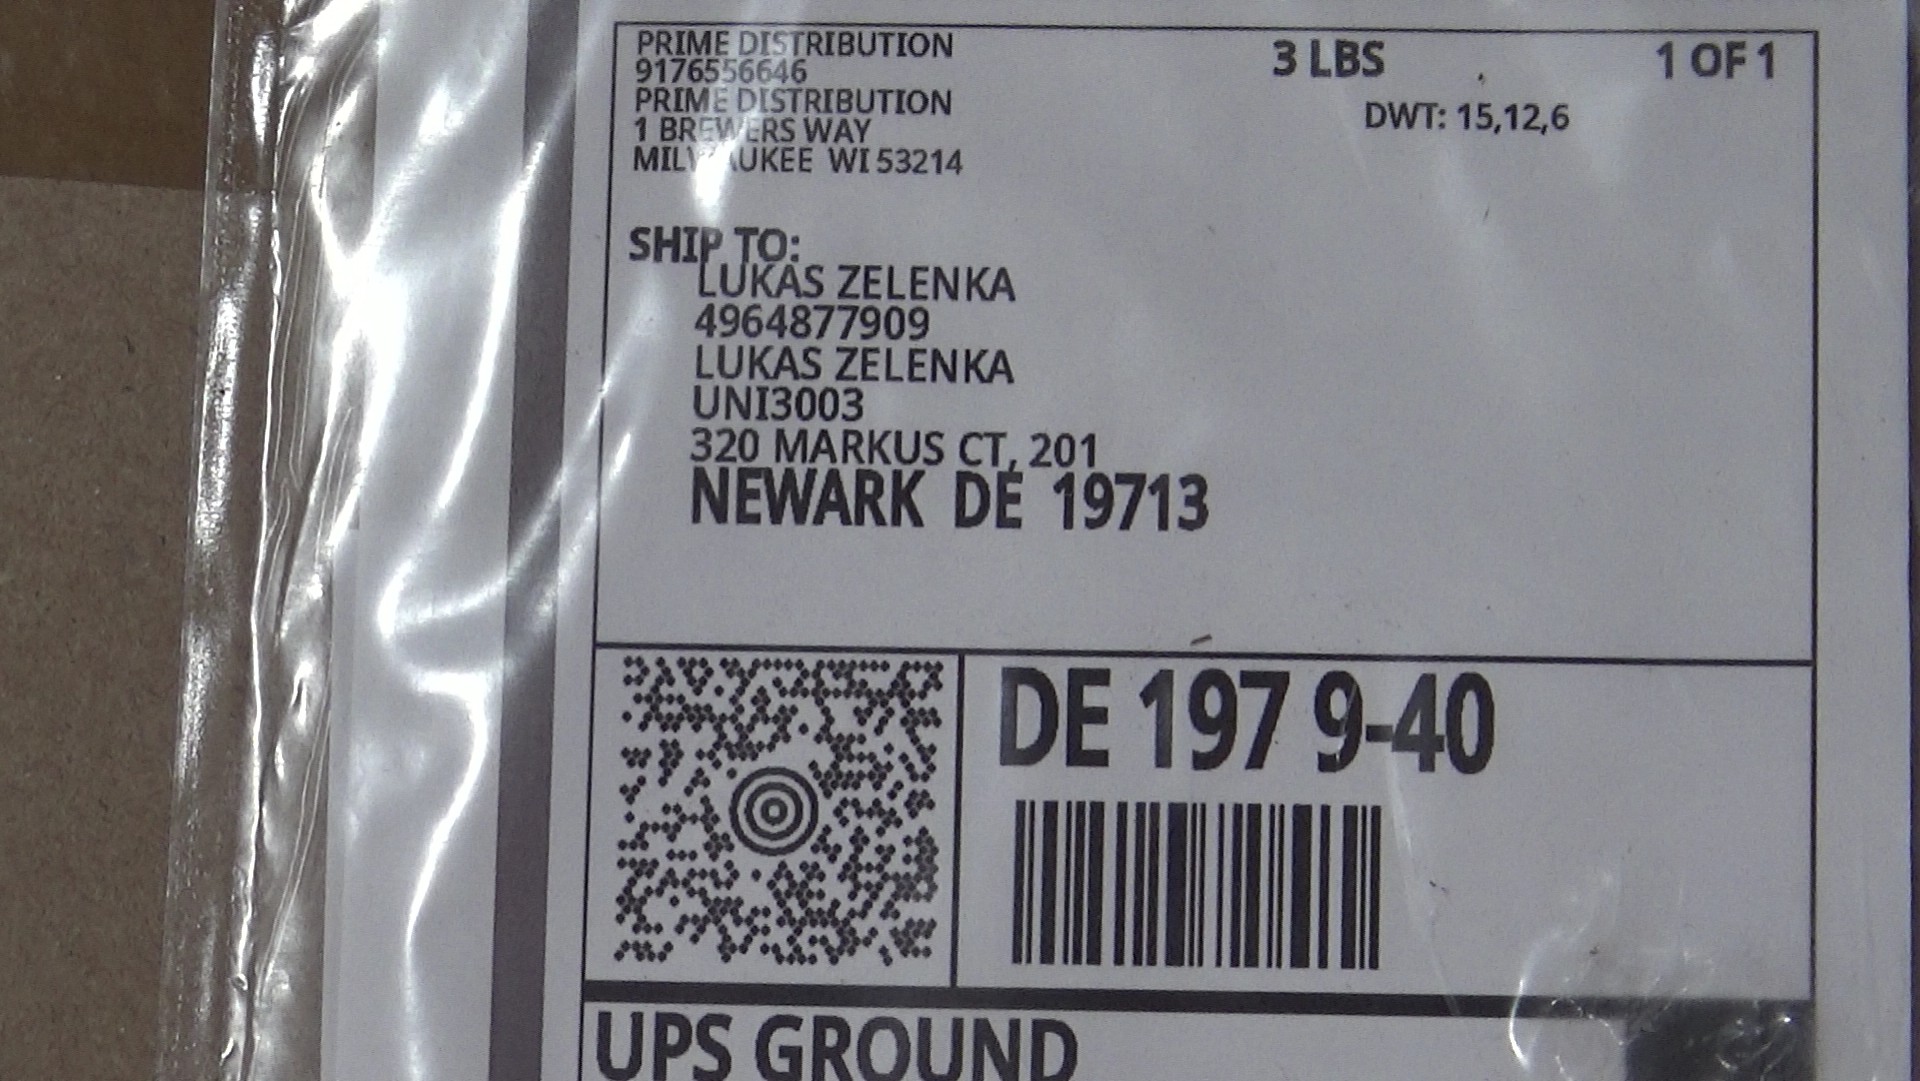 PRIME DISTRIBUTION
9176556646
PRIME DISTRIBUTION
1 BREWERS WAY
MILWAUKEE WI 53214
3 LBS
1 OF 1
DWT: 15,12,6
SHIP TO:
LUKAS ZELENKA
4964877909
LUKAS ZELENKA
UNI3003
320 MARKUS CT, 201
NEWARK DE 19713
DE 197 9-40
UPS GROUND